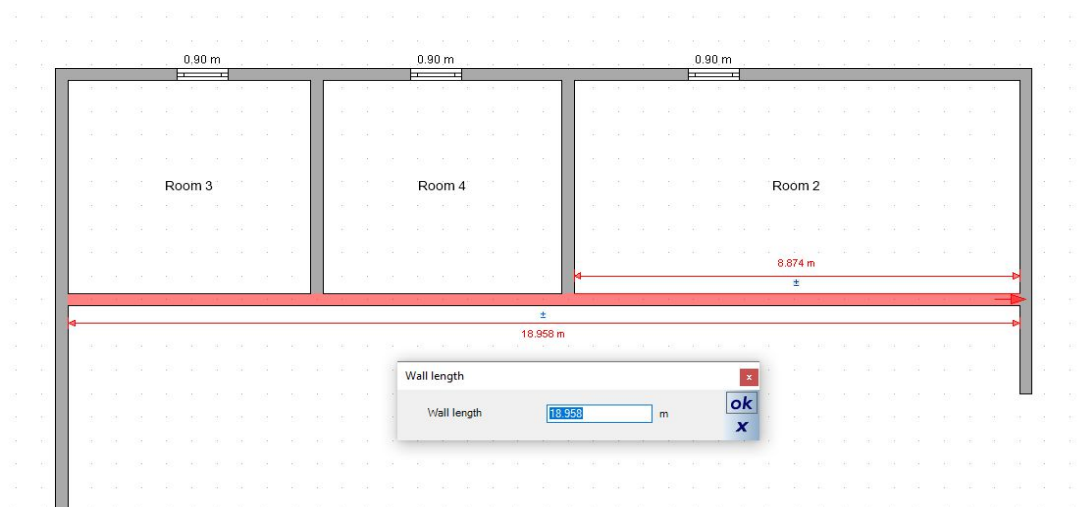 0.90 m 0.90 m 0.90 m
Room 3 Room 4 Room 2
8.874 m
±
±
18.958 m
Wall length x
Wall length 18.958 m ok
x